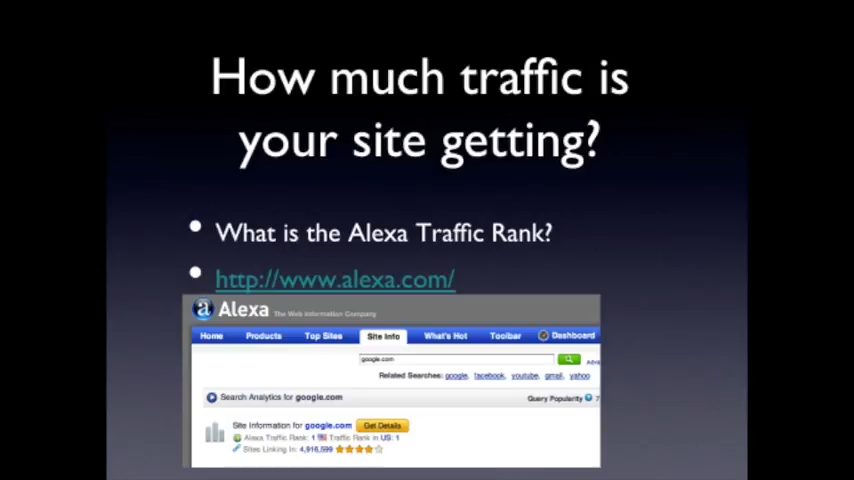 How much traffic is
your site getting?
• What is the Alexa Traffic Rank?
• http://www.alexa.com/
a Alexa The Web Information Company
Home Products Top Sites Site Info What's Hot Toolbar Dashboard
google.com
Related Searches: google, facebook, youtube, gmail, yahoo
Search Analytics for google.com Query Popularity
Site Information for google.com Get Details
Alexa Traffic Rank: 1 Traffic Rank in US: 1
Sites Linking In: 4,916,599